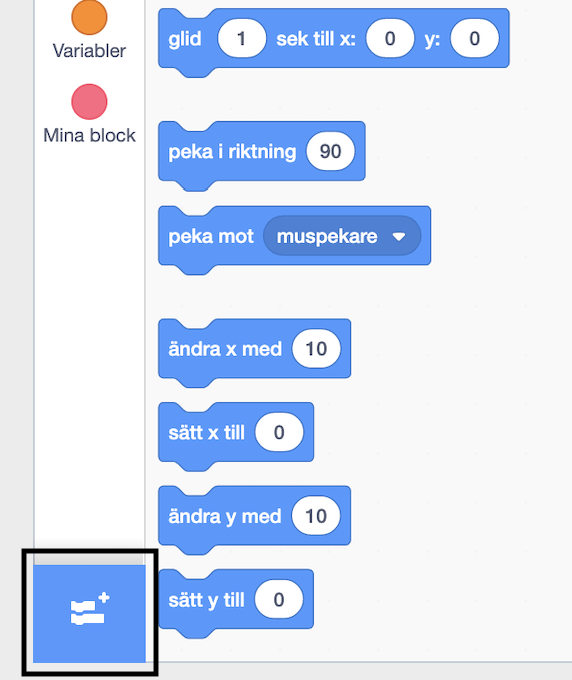 Variabler
Mina block
glid 1 sek till x: 0 y: 0
peka i riktning 90
peka mot muspekare
ändra x med 10
sätt x till 0
ändra y med 10
sätt y till 0